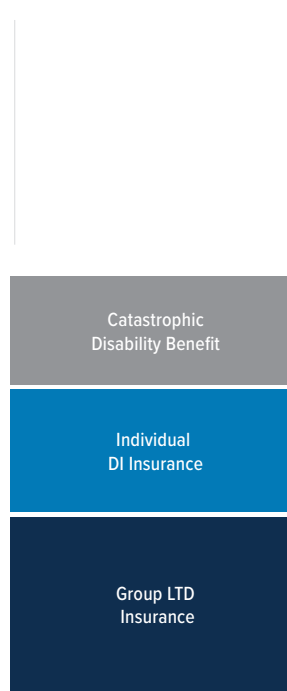 Catastrophic
Disability Benefit
Individual
DI Insurance
Group LTD
Insurance